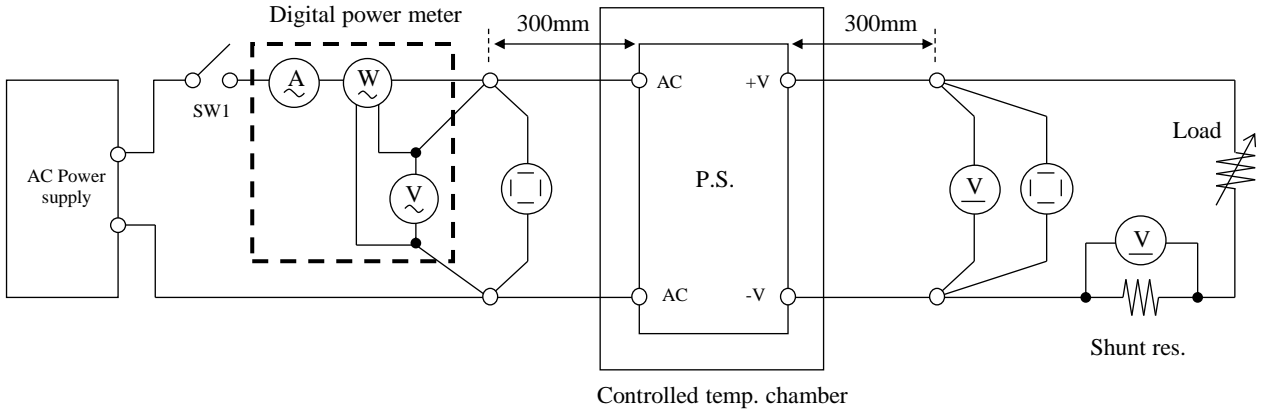 Digital power meter
300mm
300mm
A
W
AC
+V
SW1
Load
AC Power
supply
V
P.S.
V
V
AC
-V
Shunt res.
Controlled temp. chamber